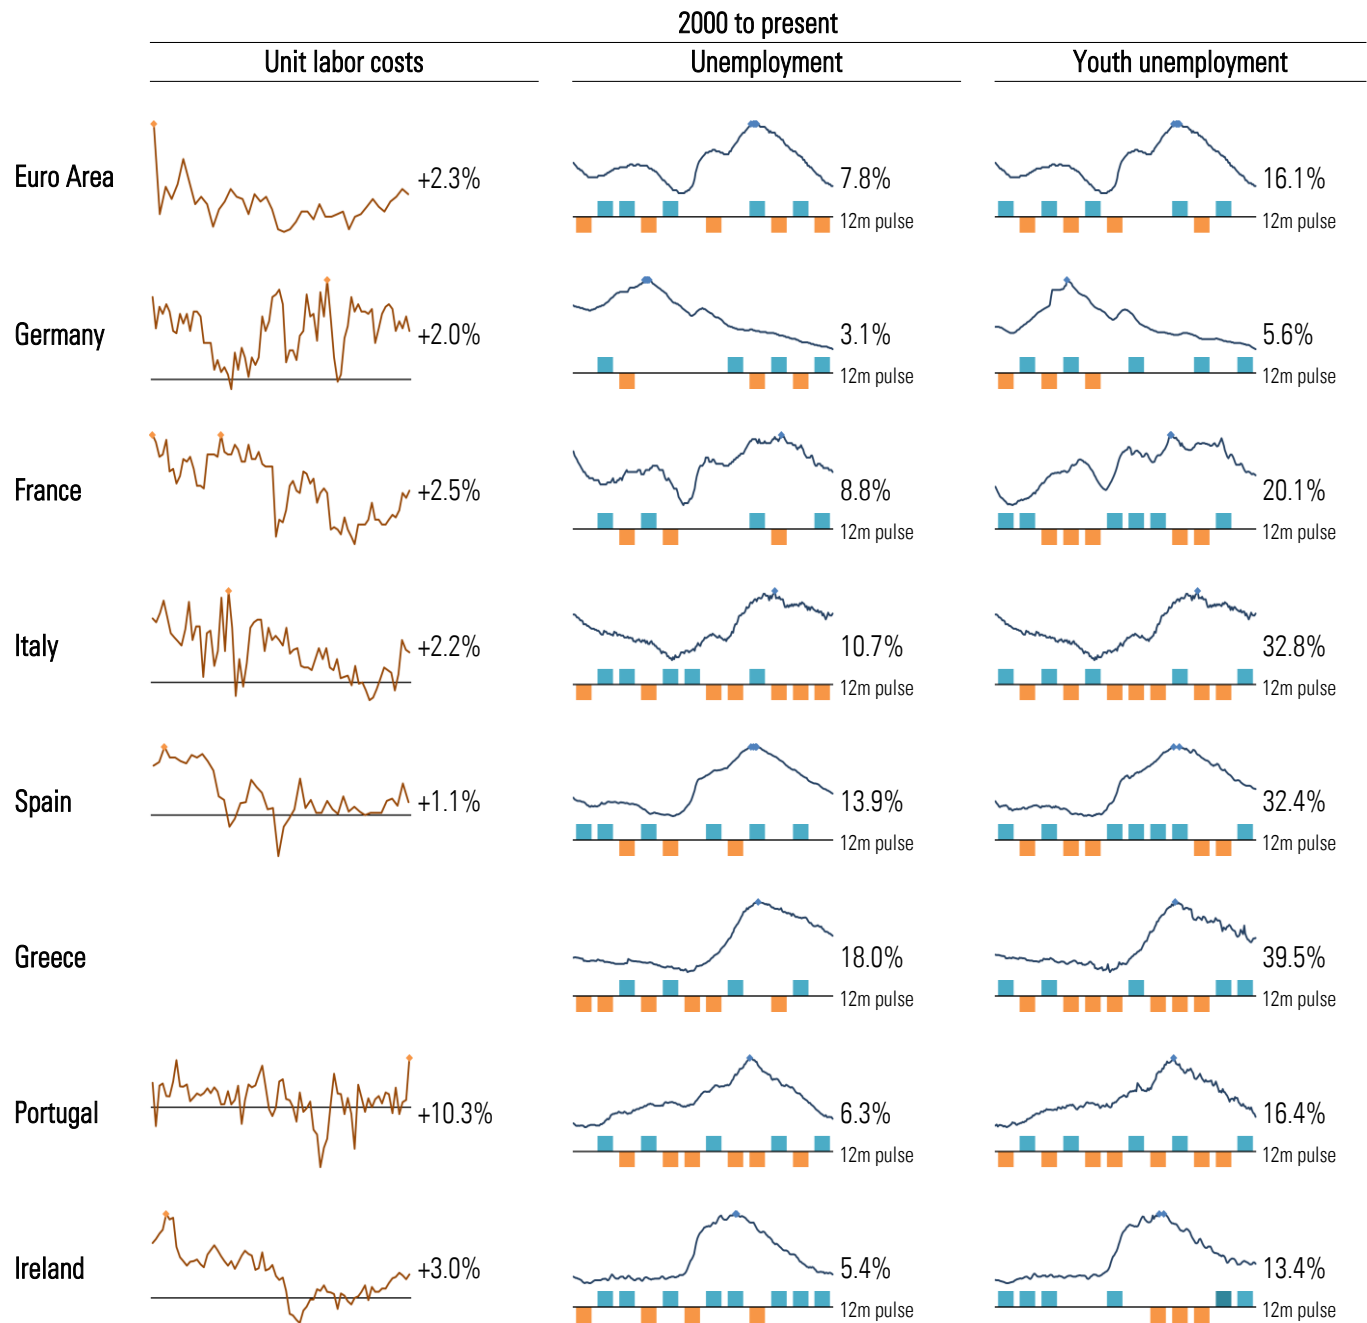 2000 to present
Unit labor costs Unemployment Youth unemployment
Euro Area +2.3% 7.8% 16.1%
12m pulse 12m pulse
Germany +2.0% 3.1% 5.6%
12m pulse 12m pulse
France +2.5% 8.8% 20.1%
12m pulse 12m pulse
Italy +2.2% 10.7% 32.8%
12m pulse 12m pulse
Spain +1.1% 13.9% 32.4%
12m pulse 12m pulse
Greece 18.0% 39.5%
12m pulse 12m pulse
Portugal +10.3% 6.3% 16.4%
12m pulse 12m pulse
Ireland +3.0% 5.4% 13.4%
12m pulse 12m pulse